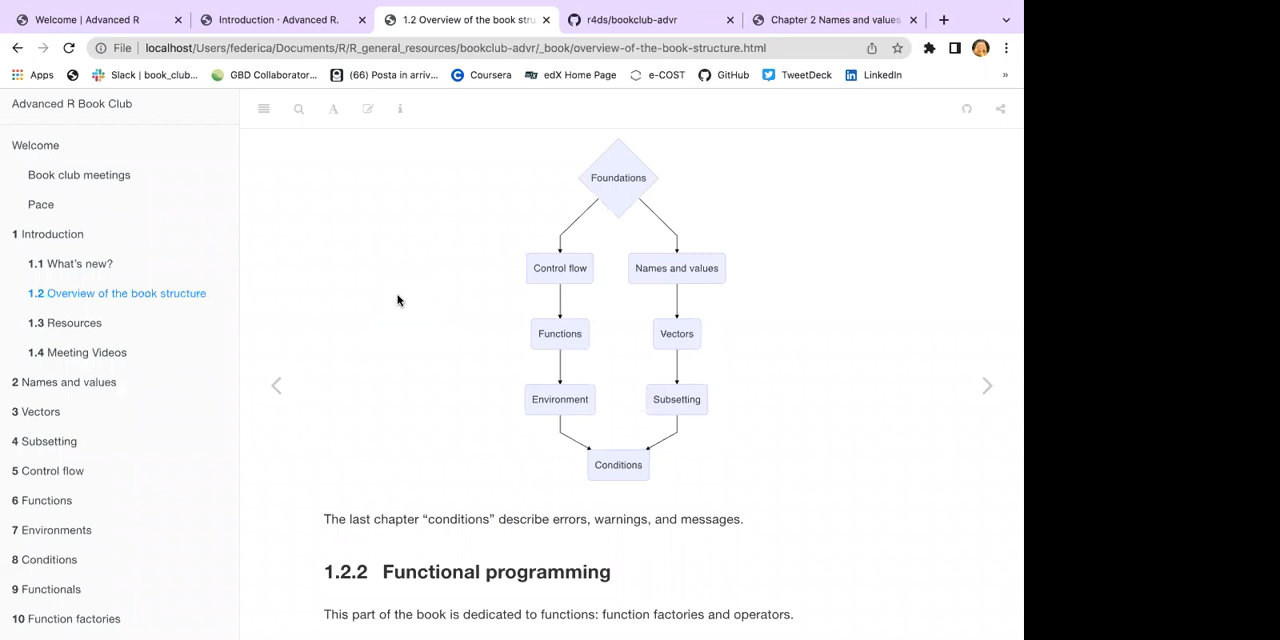 Welcome | Advanced R
Introduction · Advanced R.
1.2 Overview of the book stru
r4ds/bookclub-advr
Chapter 2 Names and values
File
localhost/Users/federica/Documents/R/R_general_resources/bookclub-advr/_book/overview-of-the-book-structure.html
Apps
Slack | book_club...
GBD Collaborator...
(66) Posta in arriv...
Coursera
edX Home Page
e-COST
GitHub
TweetDeck
LinkedIn
»
Advanced R Book Club
Welcome
Book club meetings
Pace
1 Introduction
1.1 What's new?
1.2 Overview of the book structure
1.3 Resources
1.4 Meeting Videos
2 Names and values
3 Vectors
4 Subsetting
5 Control flow
6 Functions
7 Environments
8 Conditions
9 Functionals
10 Function factories
Foundations
Control flow
Names and values
Functions
Vectors
Environment
Subsetting
Conditions
The last chapter “conditions” describe errors, warnings, and messages.
1.2.2 Functional programming
This part of the book is dedicated to functions: function factories and operators.